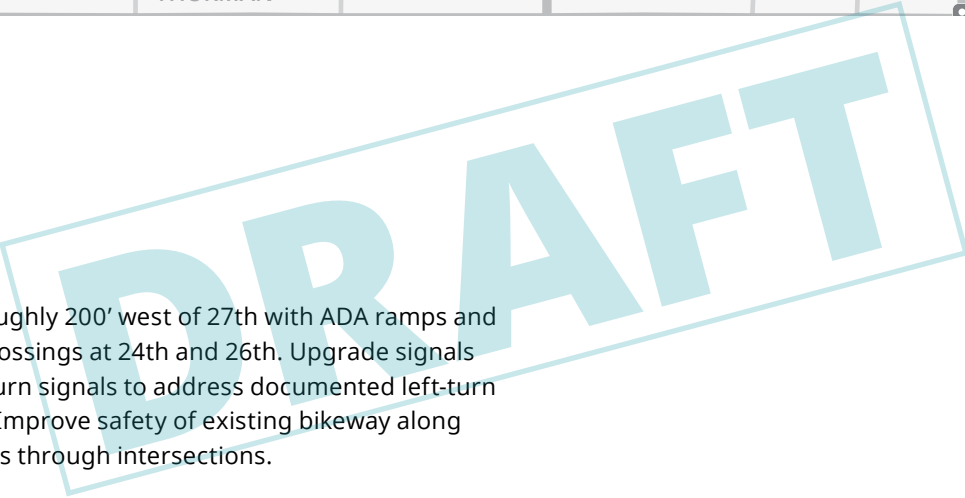 DRAFT
ughly 200’ west of 27th with ADA ramps and
ossings at 24th and 26th. Upgrade signals
urn signals to address documented left-turn
Improve safety of existing bikeway along
s through intersections.